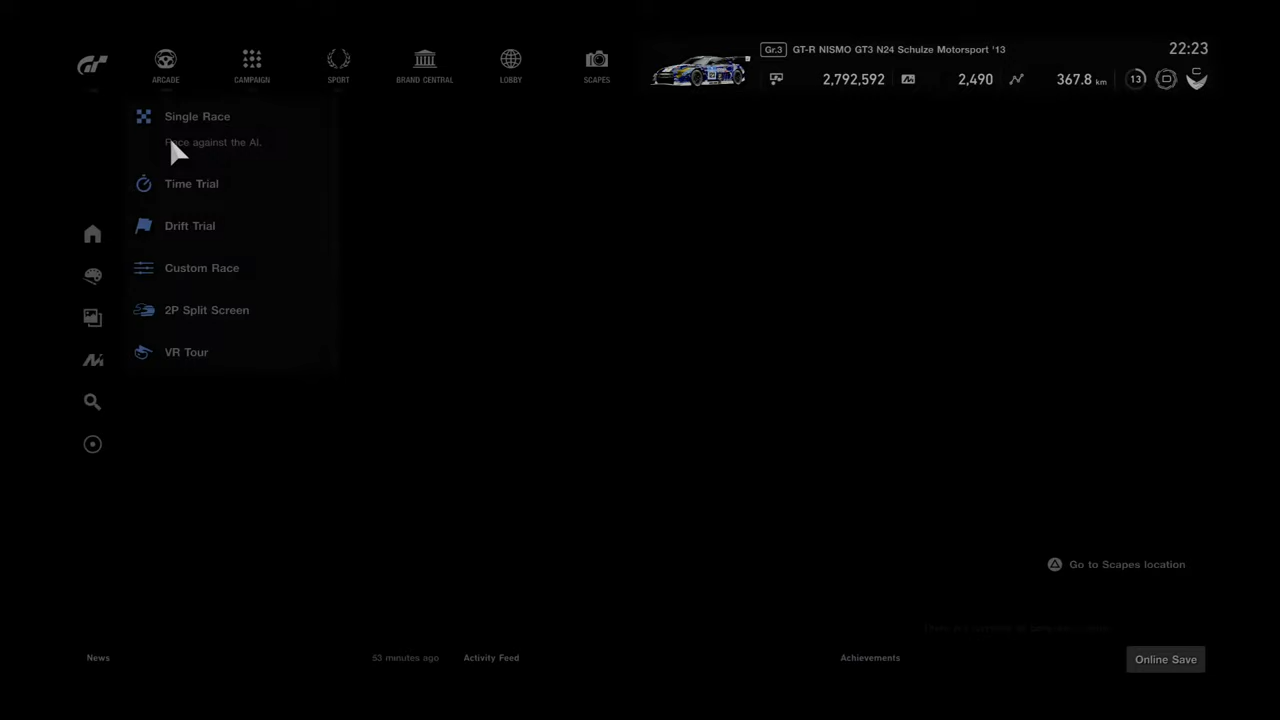 Gr.3 GT-R NISMO GT3 N24 Schulze Motorsport '13
22:23
ARCADE
CAMPAIGN
SPORT
BRAND CENTRAL
LOBBY
SCAPES
2,792,592
2,490
367.8 km
13
C
Single Race
Race against the AI.
Time Trial
Drift Trial
Custom Race
2P Split Screen
VR Tour
Go to Scapes location
News
53 minutes ago
Activity Feed
Achievements
Online Save